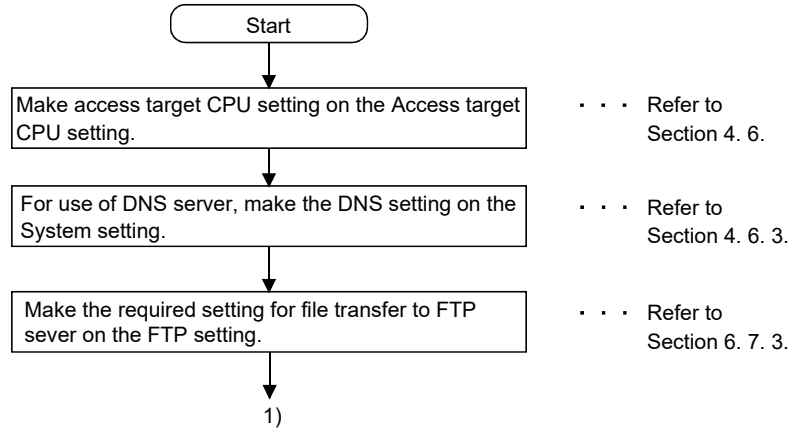 Start
Make access target CPU setting on the Access target
CPU setting.
· · · Refer to
Section 4. 6.
For use of DNS server, make the DNS setting on the
System setting.
· · · Refer to
Section 4. 6. 3.
Make the required setting for file transfer to FTP
sever on the FTP setting.
· · · Refer to
Section 6. 7. 3.
1)